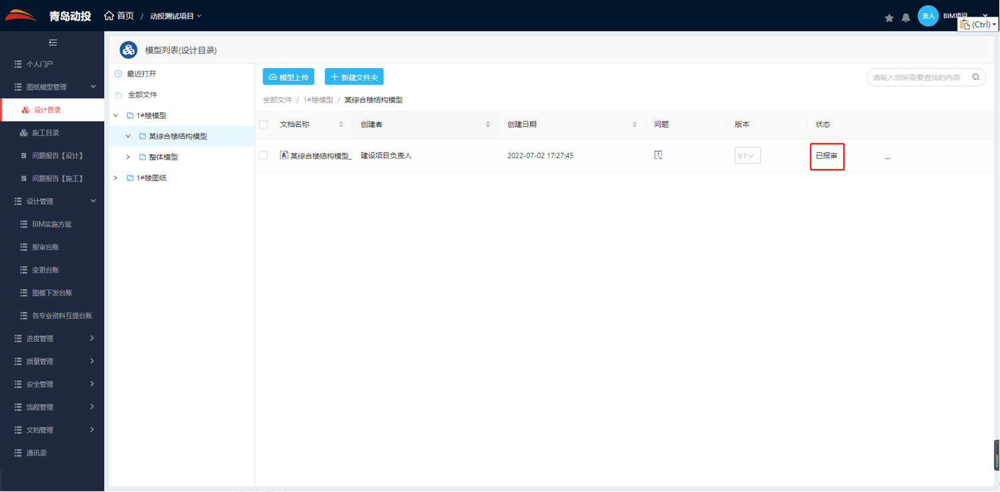 青岛动投
首页 / 动投测试项目
圭人
BIM项目
(Ctrl)
个人门户
图纸模型管理
设计目录
施工目录
问题报告【设计】
问题报告【施工】
设计管理
BIM实施方案
报审台账
变更台账
图模下发台账
各专业资料互提台账
进度管理
质量管理
安全管理
流程管理
文档管理
通讯录
模型列表(设计目录)
最近打开
全部文件
1#楼模型
某综合楼结构模型
整体模型
1#楼图纸
模型上传
新建文件夹
请输入您所需要查找的内容
全部文件 / 1#楼模型 / 某综合楼结构模型
文档名称 创建者 创建日期 问题 版本 状态
某综合楼结构模型_ 建设项目负责人 2022-07-02 17:27:45 V1 已报审 ...